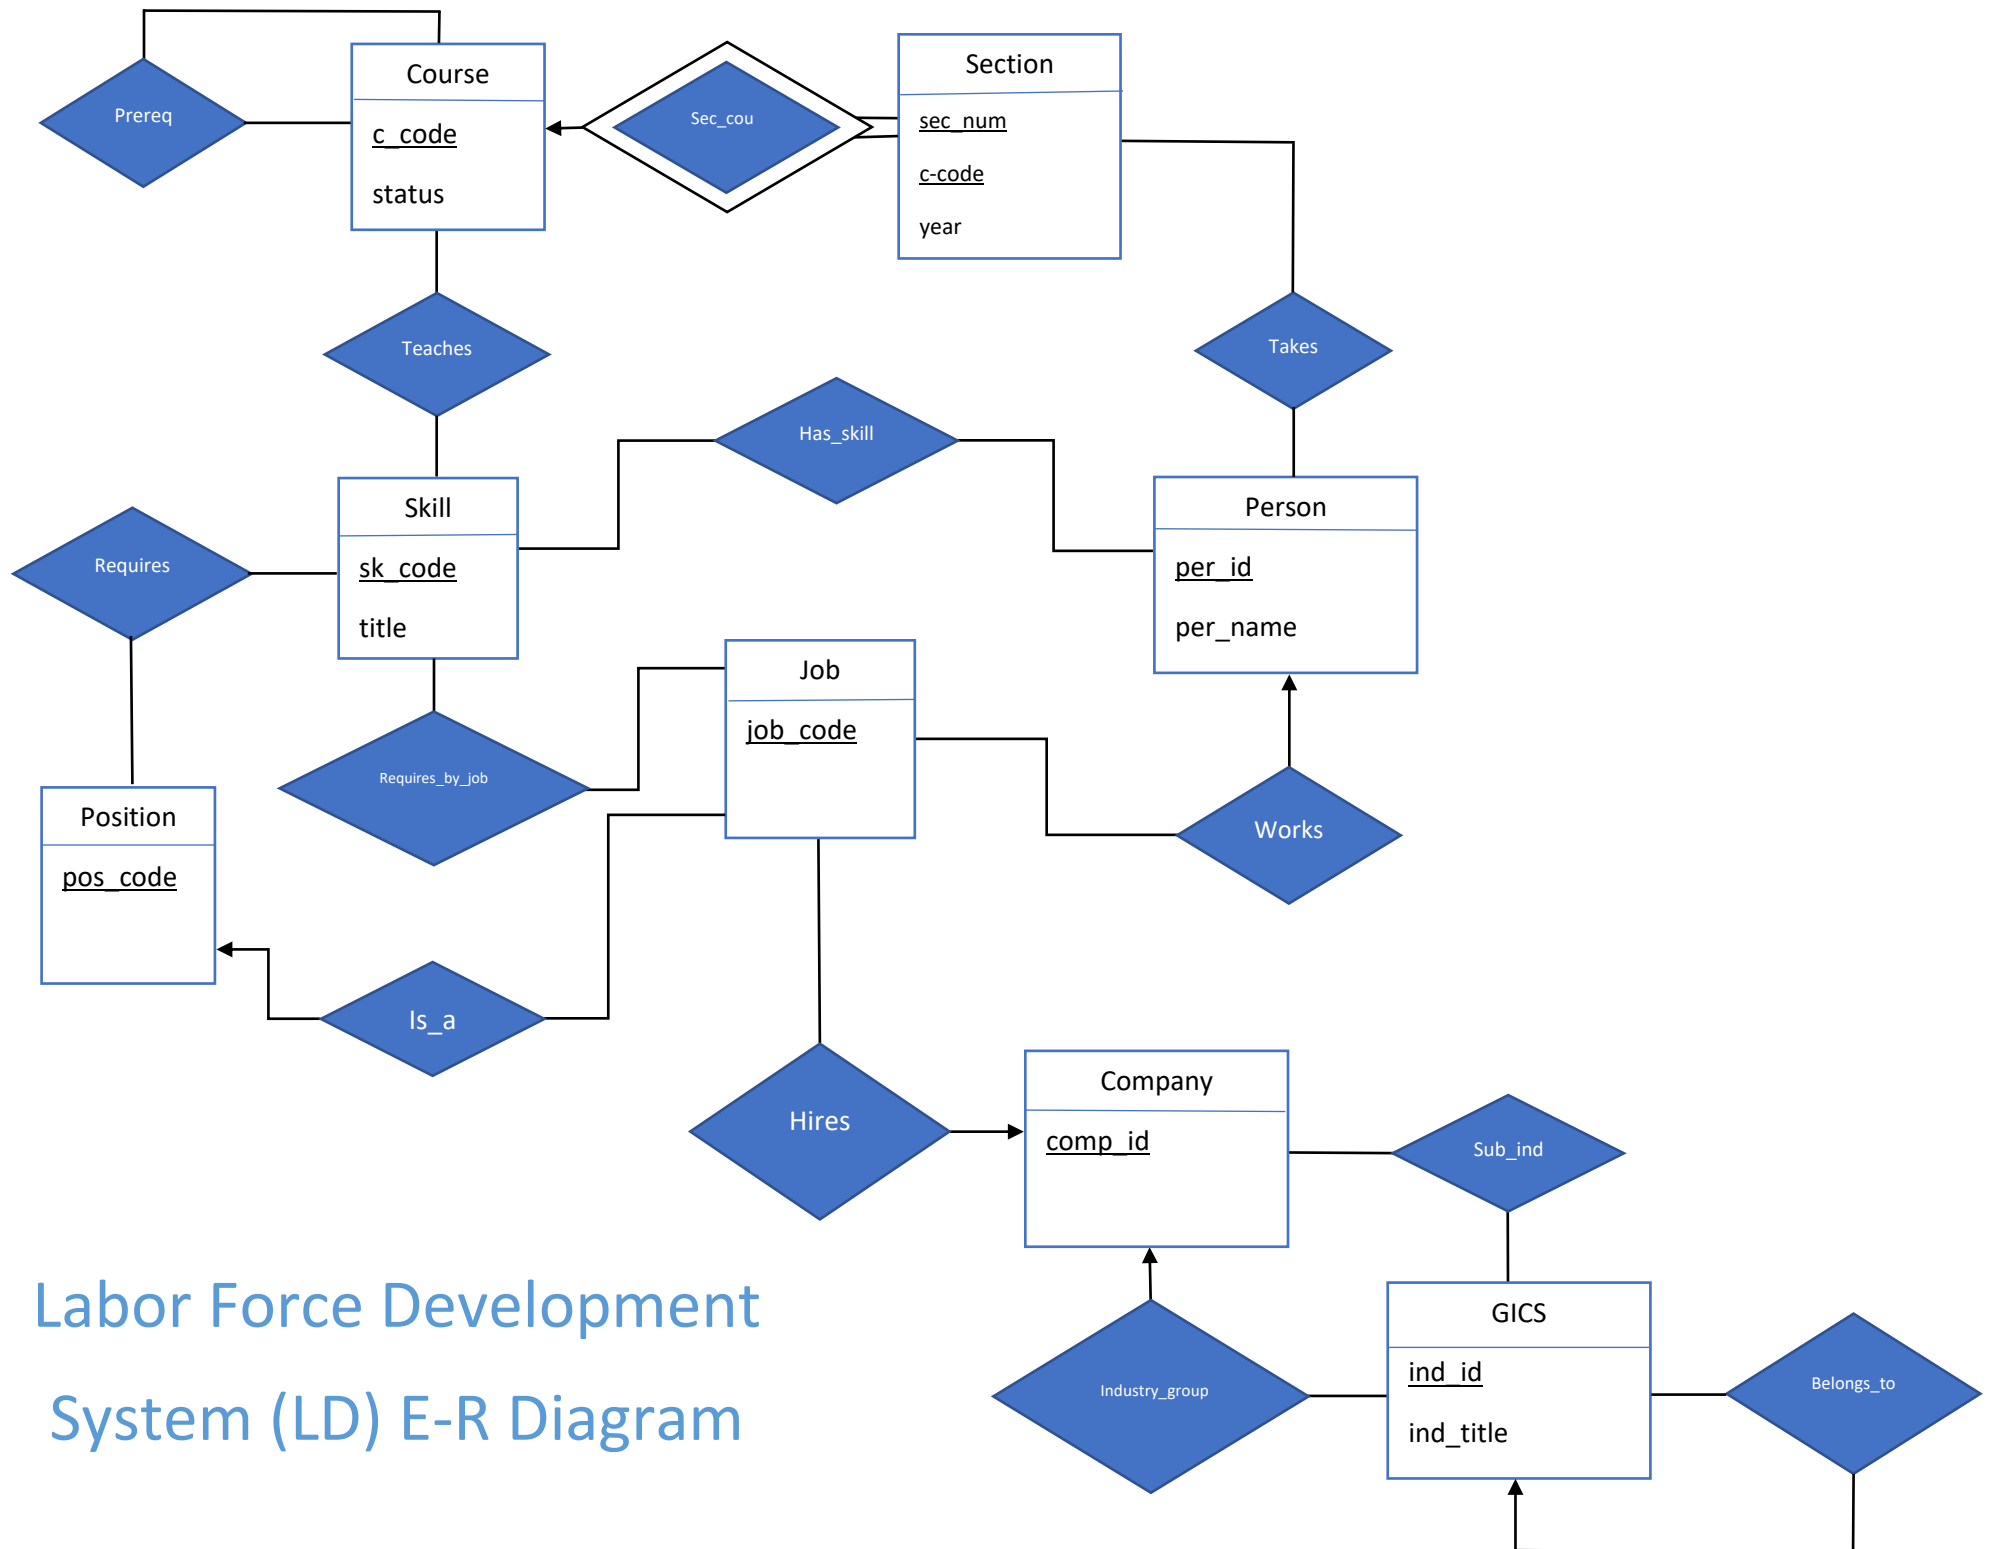 Course
Section
Prereq
c_code
Sec_cou
sec_num
status
c-code
year
Teaches
Takes
Has_skill
Skill
Person
Requires
sk_code
per_id
title
per_name
Job
job_code
Requires_by_job
Position
Works
pos_code
Is_a
Company
Hires
comp_id
Sub_ind
Labor Force Development
System (LD) E-R Diagram
GICS
Industry_group
ind_id
Belongs_to
ind_title